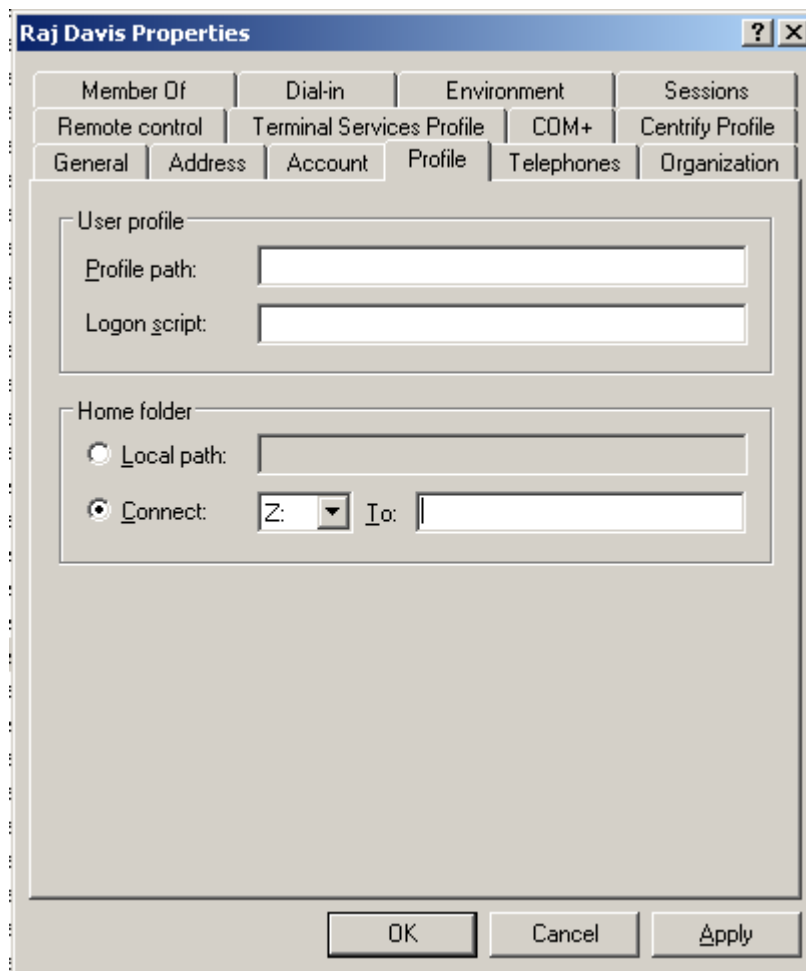 Raj Davis Properties
Member Of Dial-in Environment Sessions
Remote control Terminal Services Profile COM+ Centrify Profile
General Address Account Profile Telephones Organization
User profile
Profile path:
Logon script:
Home folder
Local path:
Connect: Z: To:
OK Cancel Apply